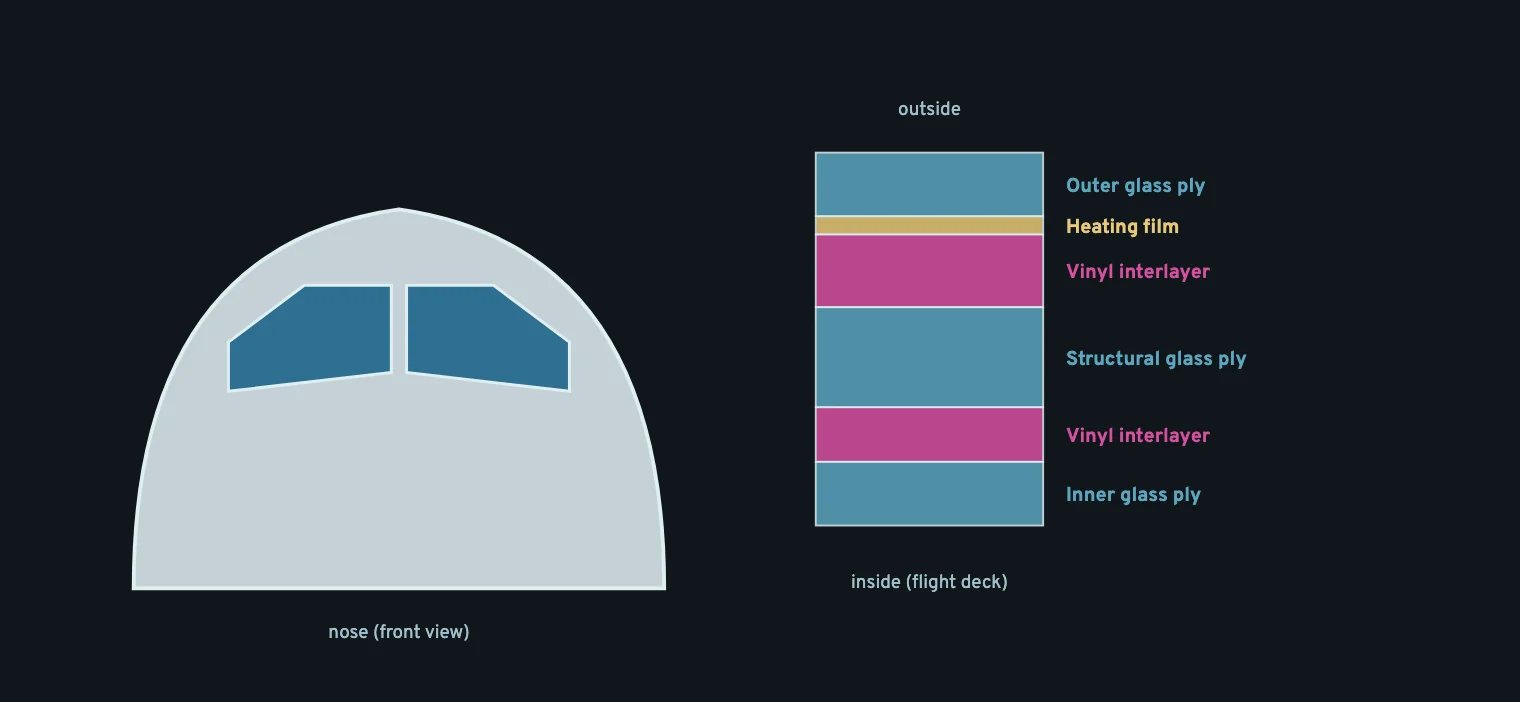 outside
Outer glass ply
Heating film
Vinyl interlayer
Structural glass ply
Vinyl interlayer
Inner glass ply
inside (flight deck)
nose (front view)